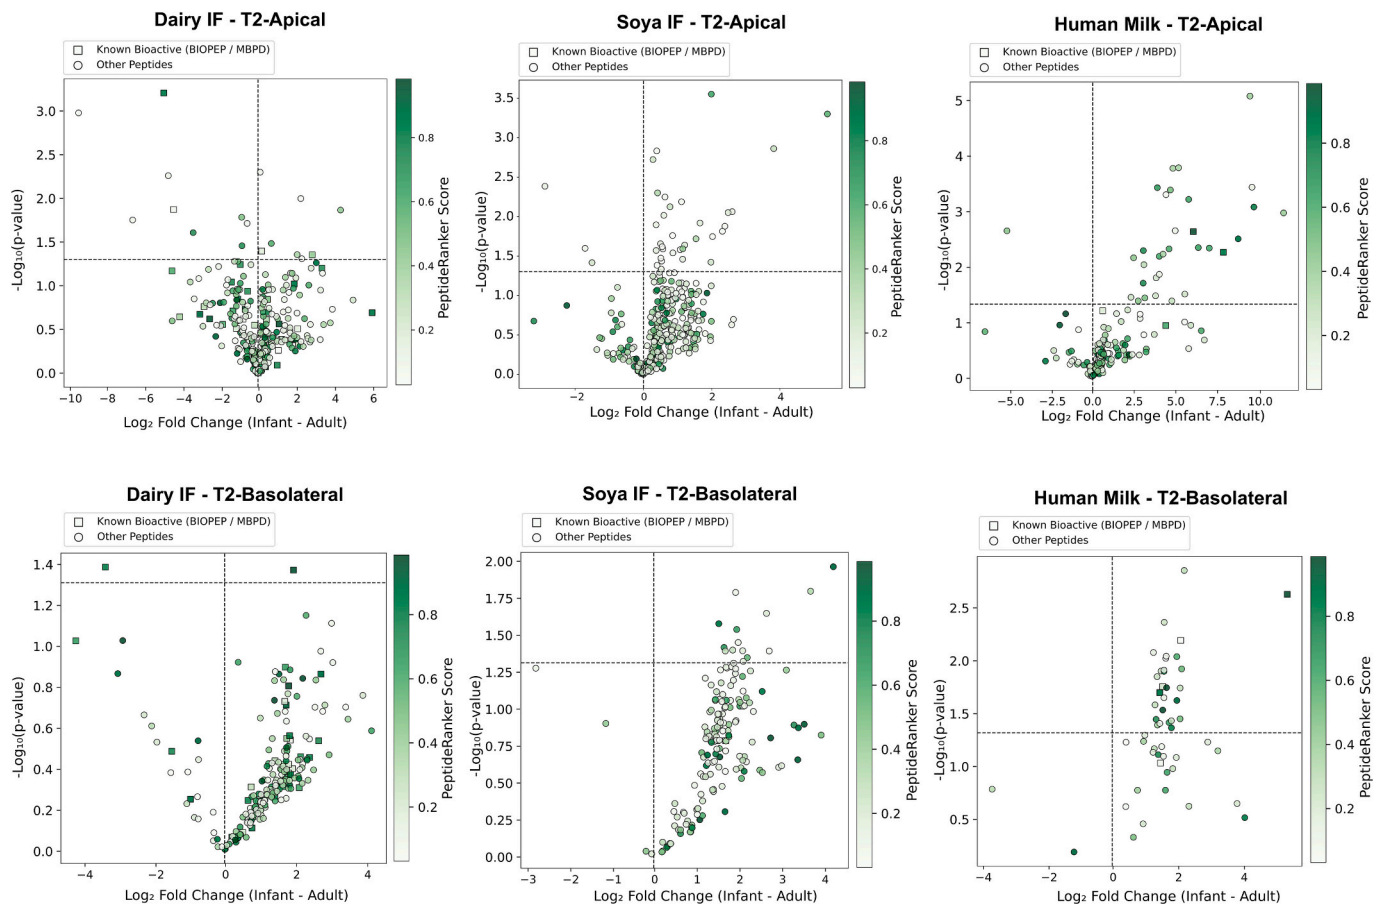 Dairy IF - T2-Apical
Known Bioactive (BIOPEP / MBPD)
Other Peptides
-Log₁₀(p-value)
3.0
2.5
2.0
1.5
1.0
0.5
0.0
−10
−8
−6
−4
−2
0
2
4
6
Log₂ Fold Change (Infant - Adult)
0.8
0.6
0.4
0.2
PeptideRanker Score
Soya IF - T2-Apical
Known Bioactive (BIOPEP / MBPD)
Other Peptides
-Log₁₀(p-value)
3.5
3.0
2.5
2.0
1.5
1.0
0.5
0.0
−2
0
2
4
Log₂ Fold Change (Infant - Adult)
0.8
0.6
0.4
0.2
PeptideRanker Score
Human Milk - T2-Apical
Known Bioactive (BIOPEP / MBPD)
Other Peptides
-Log₁₀(p-value)
5
4
3
2
1
0
−5.0
0.0
2.5
5.0
7.5
10.0
Log₂ Fold Change (Infant - Adult)
0.8
0.6
0.4
0.2
PeptideRanker Score
Dairy IF - T2-Basolateral
Known Bioactive (BIOPEP / MBPD)
Other Peptides
-Log₁₀(p-value)
1.4
1.2
1.0
0.8
0.6
0.4
0.2
0.0
−4
−2
0
2
4
Log₂ Fold Change (Infant - Adult)
0.8
0.6
0.4
0.2
PeptideRanker Score
Soya IF - T2-Basolateral
Known Bioactive (BIOPEP / MBPD)
Other Peptides
-Log₁₀(p-value)
2.00
1.75
1.50
1.25
1.00
0.75
0.50
0.25
0.00
−3
−2
−1
0
1
2
3
4
Log₂ Fold Change (Infant - Adult)
0.8
0.6
0.4
0.2
PeptideRanker Score
Human Milk - T2-Basolateral
Known Bioactive (BIOPEP / MBPD)
Other Peptides
-Log₁₀(p-value)
2.5
2.0
1.5
1.0
0.5
−4
−2
0
2
4
Log₂ Fold Change (Infant - Adult)
0.8
0.6
0.4
0.2
PeptideRanker Score